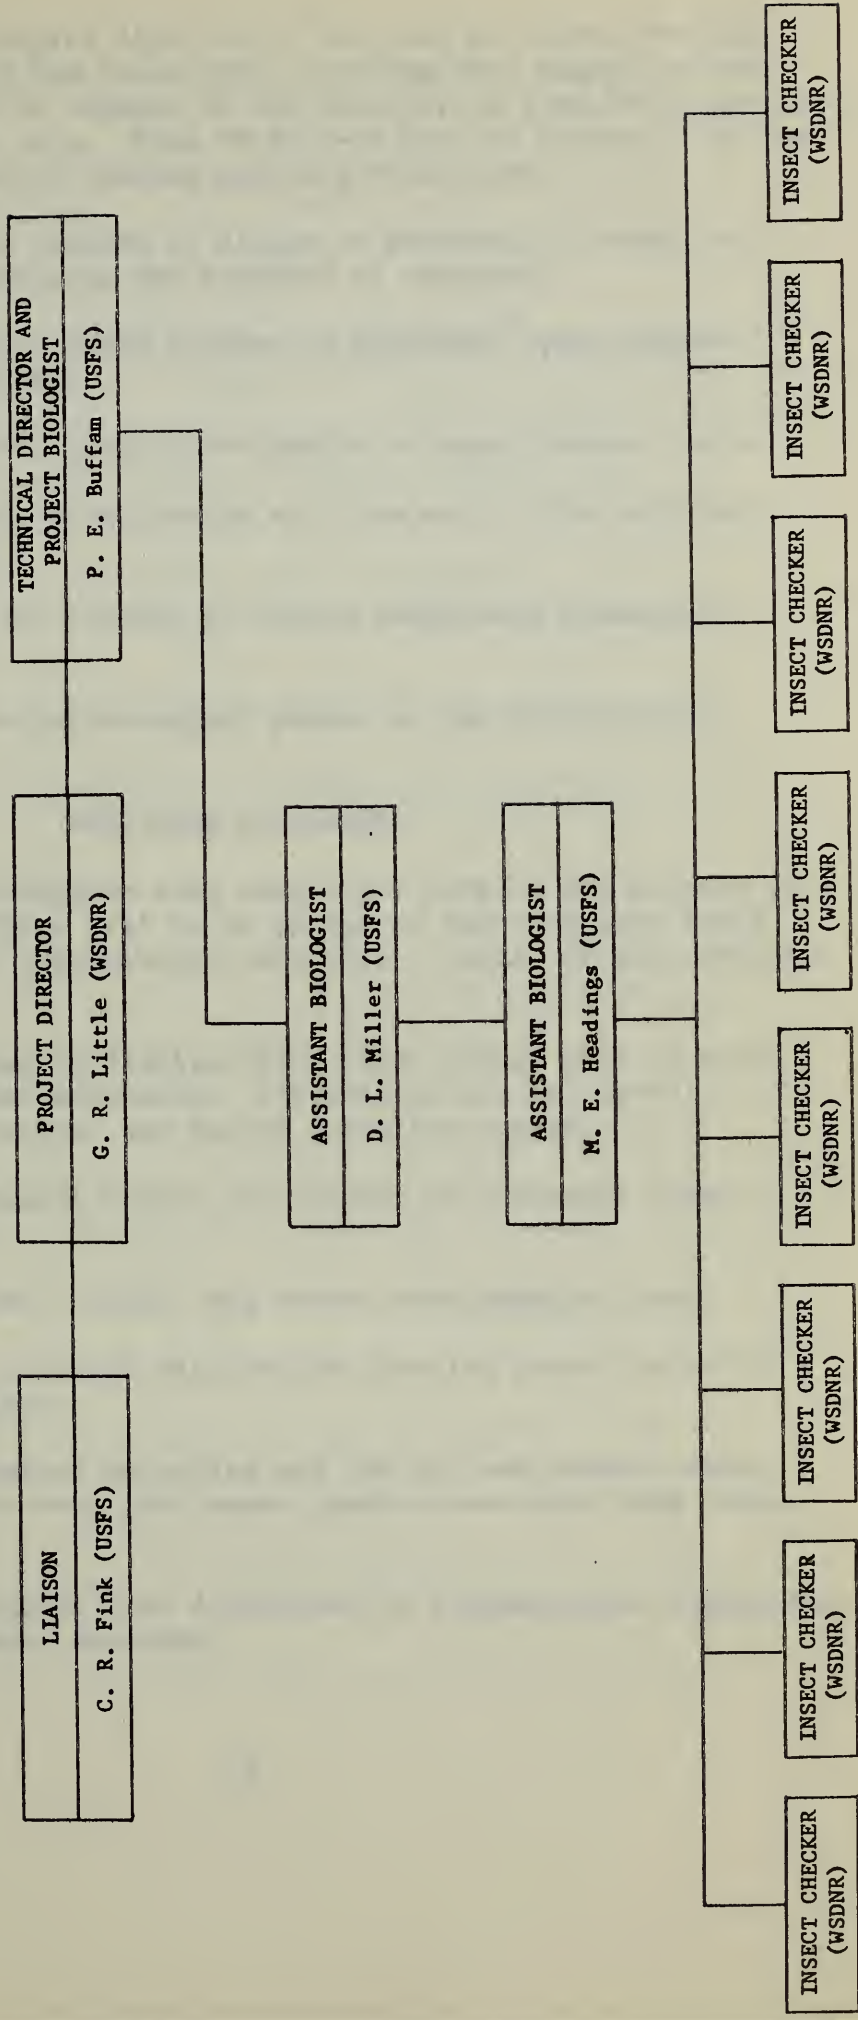 LIAISON
C. R. Fink (USFS)
PROJECT DIRECTOR
G. R. Little (WSDNR)
TECHNICAL DIRECTOR AND
PROJECT BIOLOGIST
P. E. Buffam (USFS)
ASSISTANT BIOLOGIST
D. L. Miller (USFS)
ASSISTANT BIOLOGIST
M. E. Headings (USFS)
INSECT CHECKER
(WSDNR)
INSECT CHECKER
(WSDNR)
INSECT CHECKER
(WSDNR)
INSECT CHECKER
(WSDNR)
INSECT CHECKER
(WSDNR)
INSECT CHECKER
(WSDNR)
INSECT CHECKER
(WSDNR)
INSECT CHECKER
(WSDNR)